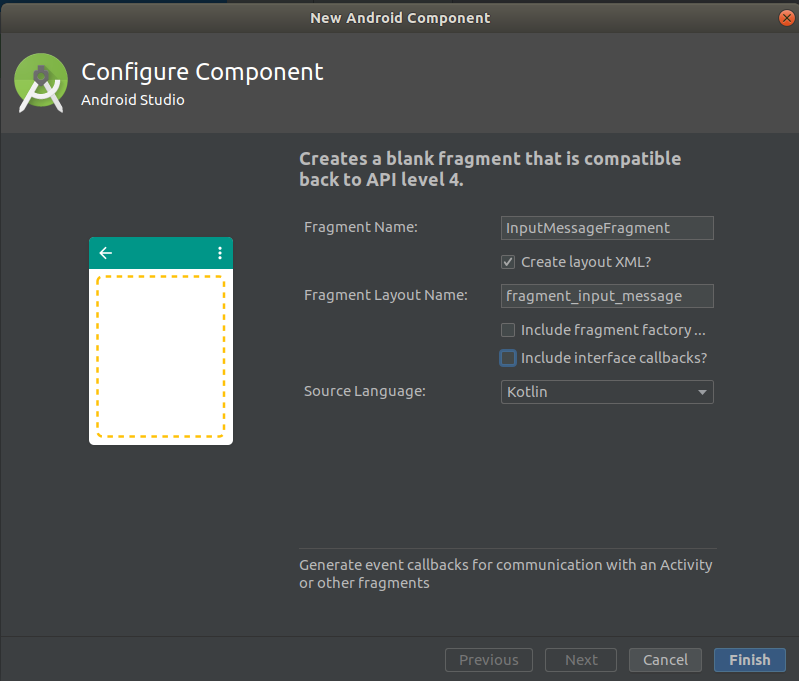 New Android Component
Configure Component
Android Studio
Creates a blank fragment that is compatible
back to API level 4.
Fragment Name:
InputMessageFragment
Create layout XML?
Fragment Layout Name:
fragment_input_message
Include fragment factory ...
Include interface callbacks?
Source Language:
Kotlin
Generate event callbacks for communication with an Activity
or other fragments
Previous
Next
Cancel
Finish